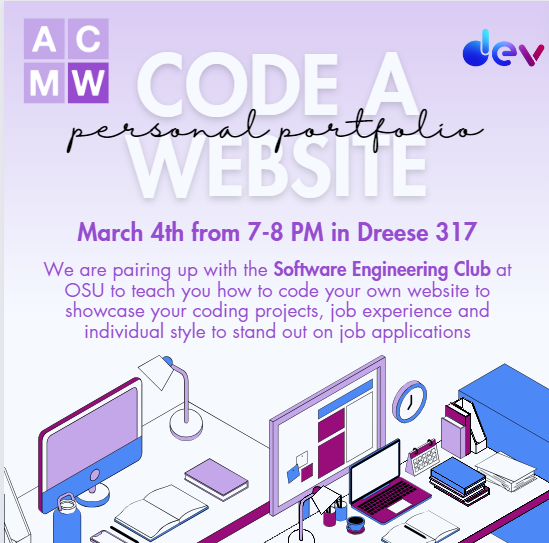 A C
M W
dev
CODE A
personal portfolio
WEBSITE
March 4th from 7-8 PM in Dreese 317
We are pairing up with the Software Engineering Club at
OSU to teach you how to code your own website to
showcase your coding projects, job experience and
individual style to stand out on job applications